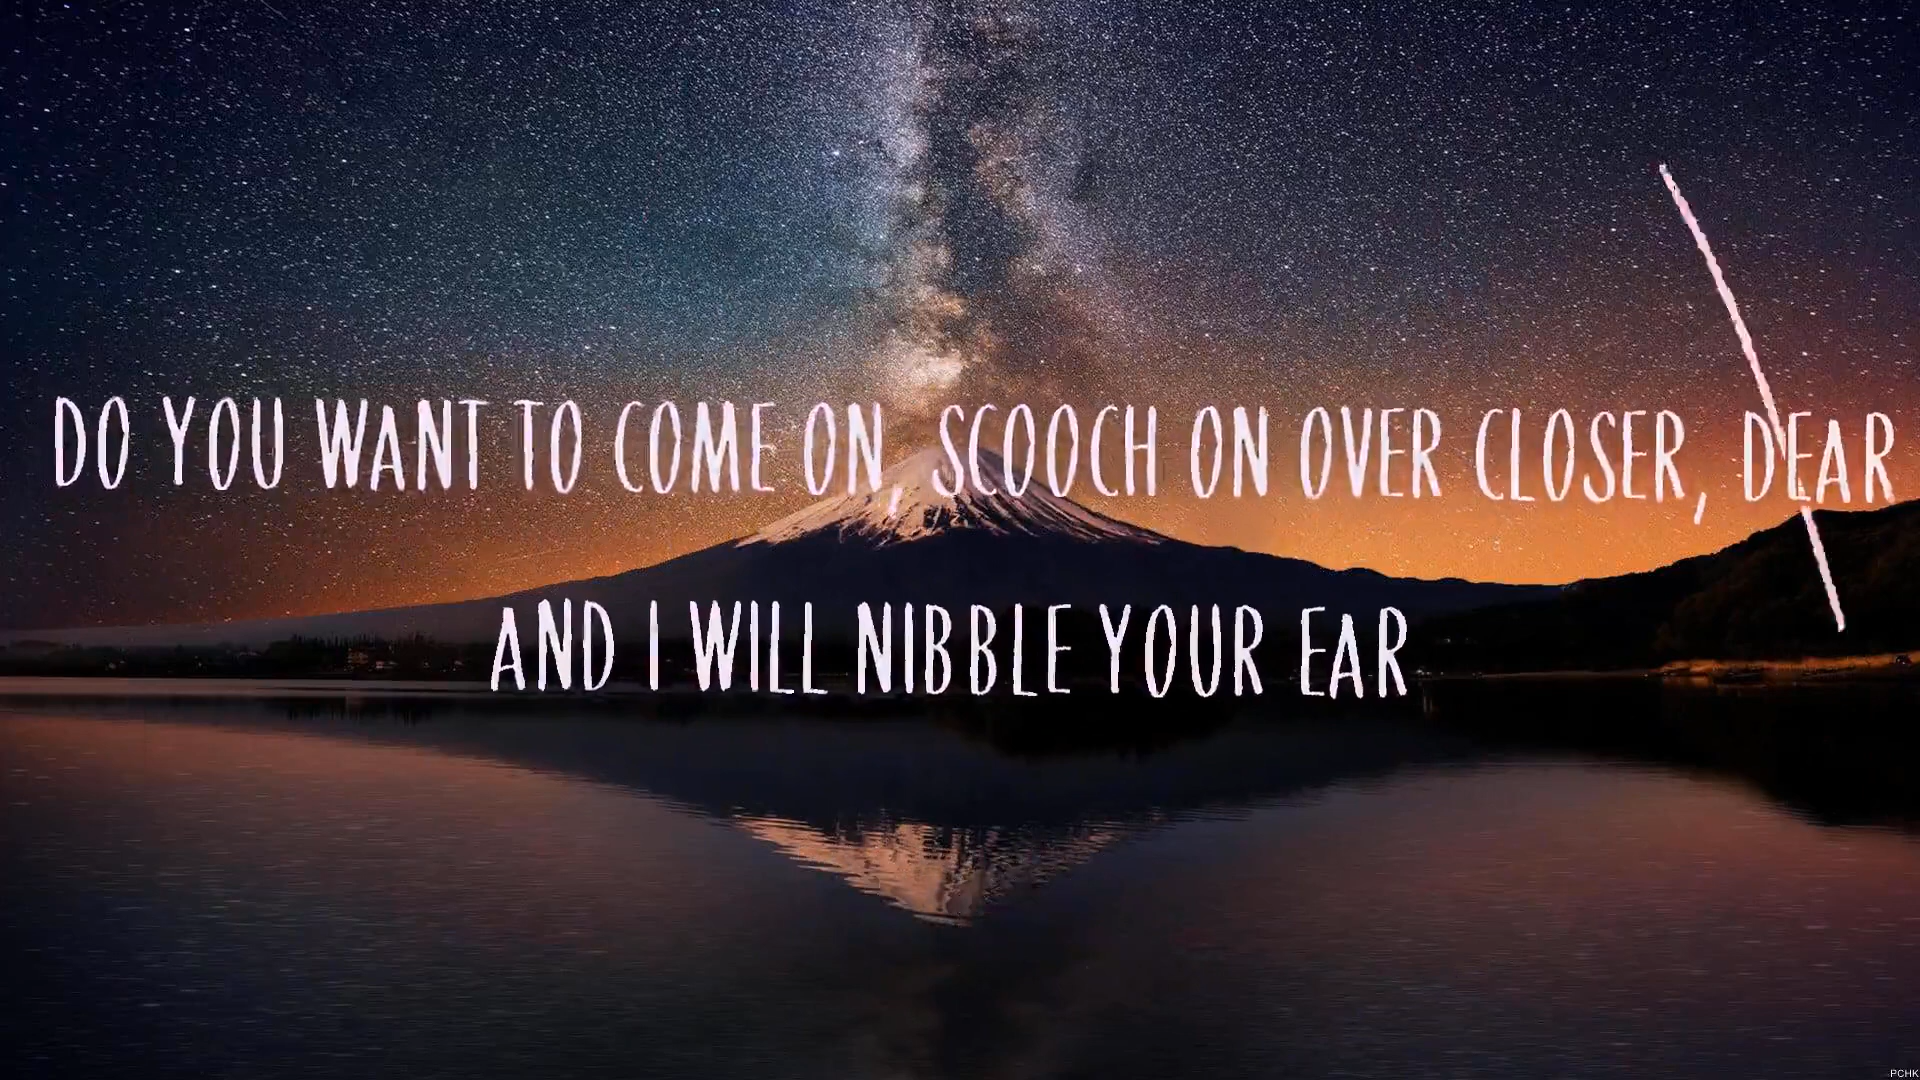 DO YOU WANT TO COME ON, SCOOCH ON OVER CLOSER, DEAR
AND I WILL NIBBLE YOUR EAR
PCHK